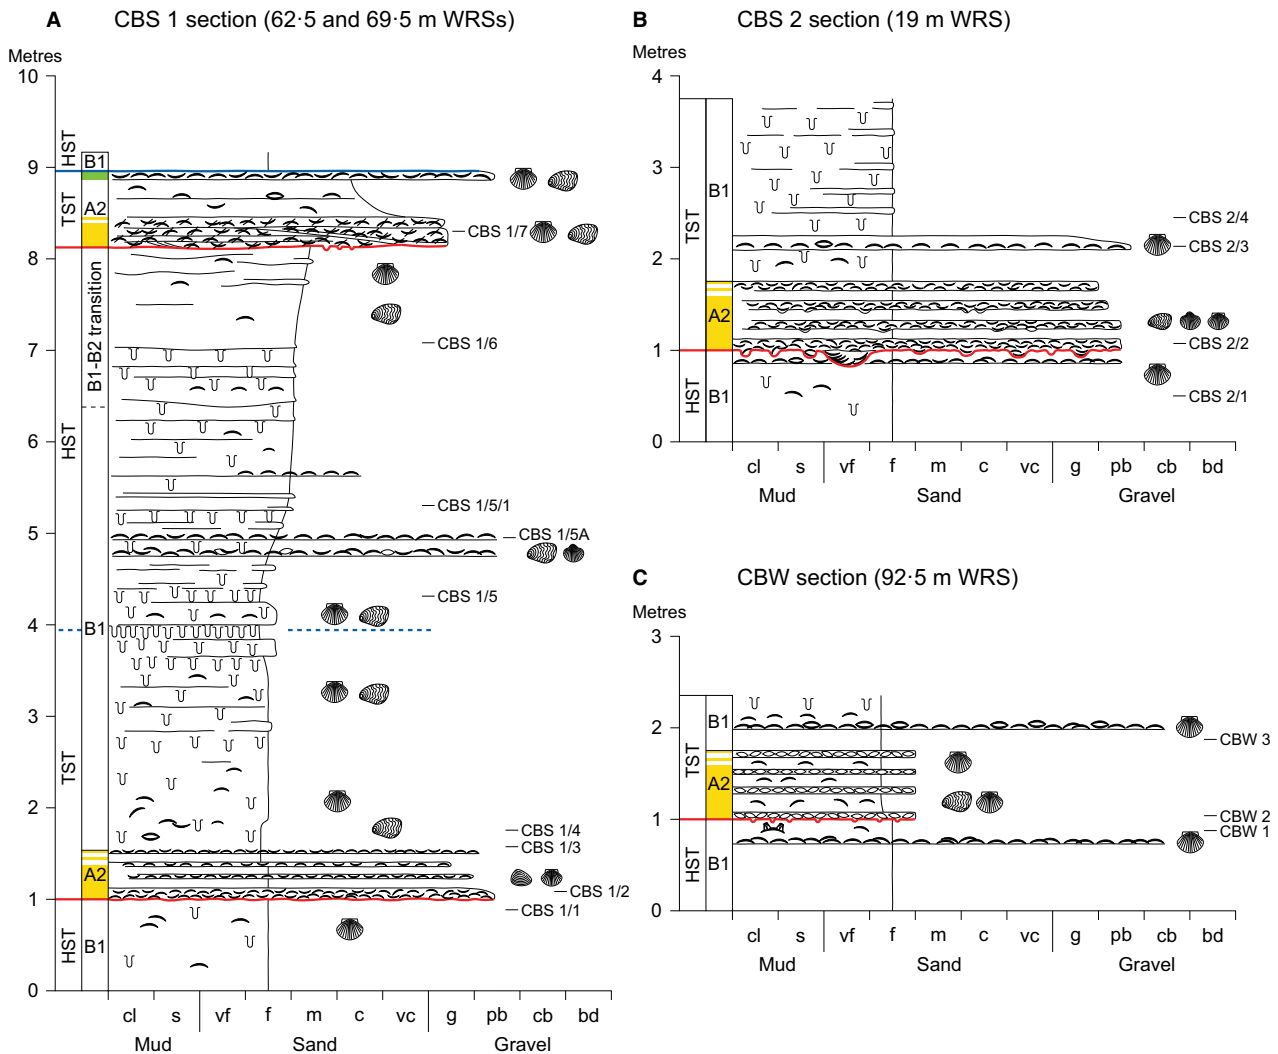 A CBS 1 section (62·5 and 69·5 m WRSs)
Metres
10
HST
B1
9
TST
A2
CBS 1/7
8
B1-B2 transition
7
CBS 1/6
HST
6
CBS 1/5/1
5
CBS 1/5A
CBS 1/5
4
B1
3
TST
2
CBS 1/4
CBS 1/3
A2
CBS 1/2
1
CBS 1/1
HST
B1
0
cl s vf f m c vc g pb cb bd
Mud Sand Gravel
B CBS 2 section (19 m WRS)
Metres
4
3
B1
TST
CBS 2/4
CBS 2/3
2
A2
CBS 2/2
1
HST
B1
CBS 2/1
0
cl s vf f m c vc g pb cb bd
Mud Sand Gravel
C CBW section (92·5 m WRS)
Metres
3
2
B1
CBW 3
TST
A2
CBW 2
1
CBW 1
HST
B1
0
cl s vf f m c vc g pb cb bd
Mud Sand Gravel